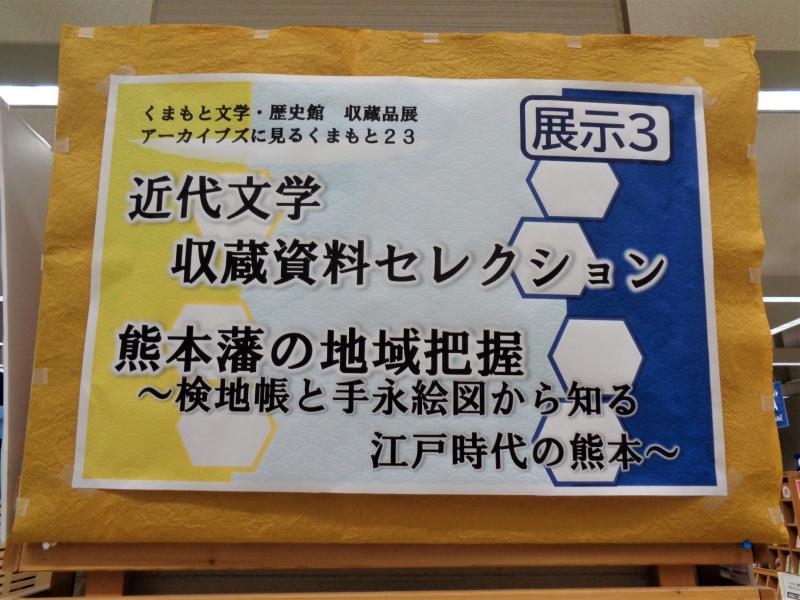 くまもと文学・歴史館　収蔵品展
アーカイブズに見るくまもと２３
展示3
近代文学
収蔵資料セレクション
熊本藩の地域把握
～検地帳と手永絵図から知る
江戸時代の熊本～